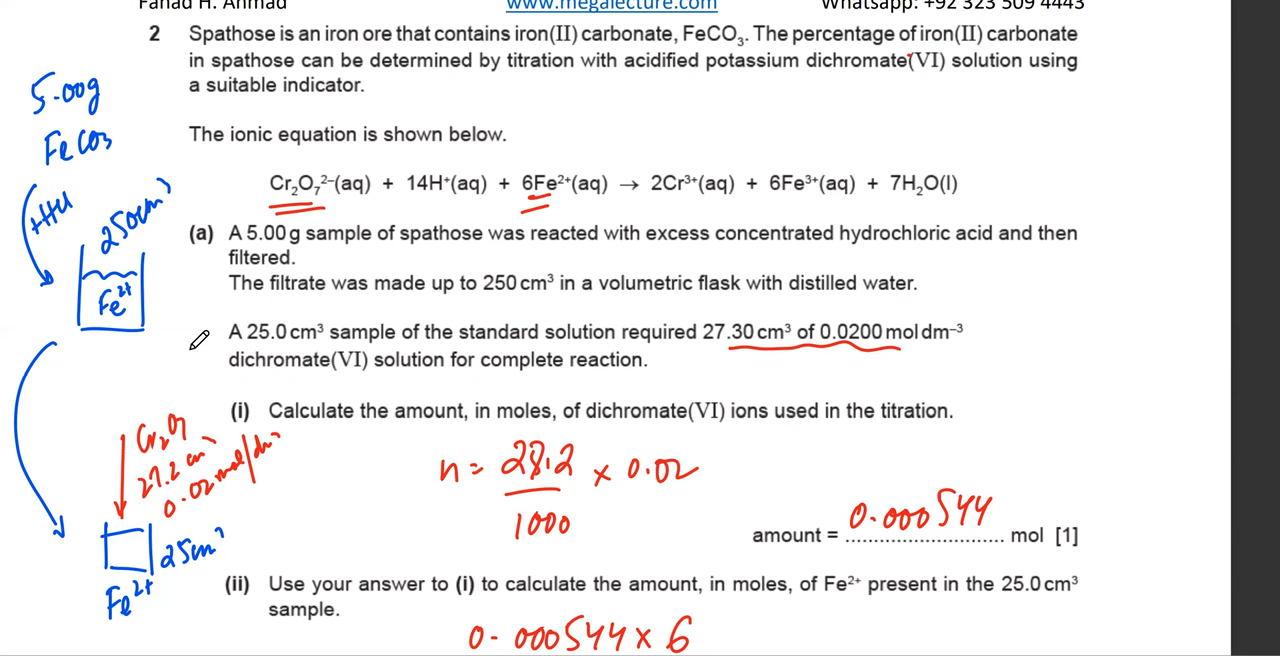 Fahad H. Ahmad www.megalecture.com Whatsapp: +92 323 509 4443
2 Spathose is an iron ore that contains iron(II) carbonate, FeCO₃. The percentage of iron(II) carbonate
in spathose can be determined by titration with acidified potassium dichromate(VI) solution using
a suitable indicator.
The ionic equation is shown below.
Cr₂O₇²⁻(aq) + 14H⁺(aq) + 6Fe²⁺(aq) → 2Cr³⁺(aq) + 6Fe³⁺(aq) + 7H₂O(l)
(a) A 5.00 g sample of spathose was reacted with excess concentrated hydrochloric acid and then
filtered.
The filtrate was made up to 250 cm³ in a volumetric flask with distilled water.
A 25.0 cm³ sample of the standard solution required 27.30 cm³ of 0.0200 mol dm⁻³
dichromate(VI) solution for complete reaction.
(i) Calculate the amount, in moles, of dichromate(VI) ions used in the titration.
n = 28.2 × 0.02
1000
0.000544
amount = ............................ mol [1]
(ii) Use your answer to (i) to calculate the amount, in moles, of Fe²⁺ present in the 25.0 cm³
sample.
0.000544 × 6
5.00g
FeCO3
+HCl
250cm³
Fe²⁺
Cr₂O₇
27.2 cm³
0.02 mol/dm³
25cm³
Fe²⁺